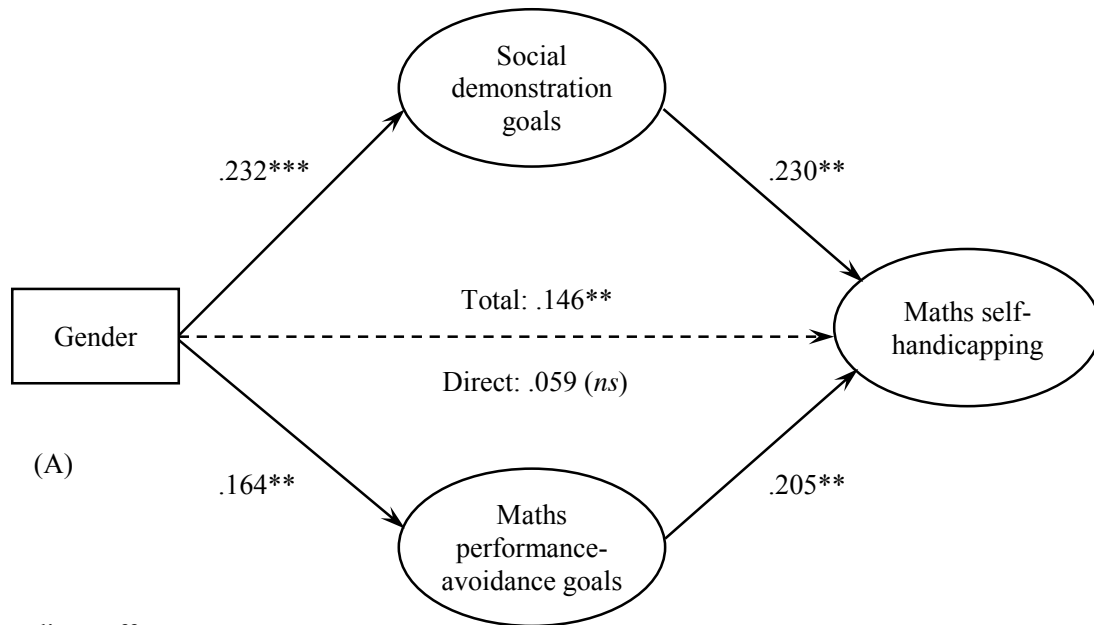 Social
demonstration
goals
.232***
.230**
Total: .146**
Gender
Maths self-
handicapping
Direct: .059 (ns)
(A)
.164**
.205**
Maths
performance-
avoidance goals